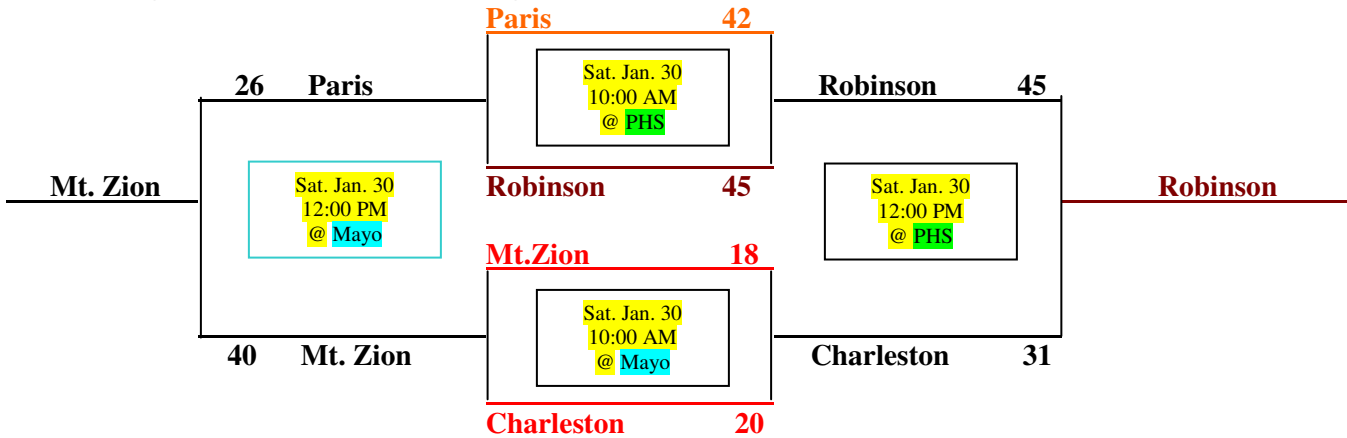 Paris 42
Sat. Jan. 30
10:00 AM
@ PHS
26 Paris
Robinson 45
Robinson 45
Mt. Zion
Sat. Jan. 30
12:00 PM
@ Mayo
Sat. Jan. 30
12:00 PM
@ PHS
Robinson
Mt.Zion 18
Sat. Jan. 30
10:00 AM
@ Mayo
40 Mt. Zion
Charleston 31
Charleston 20